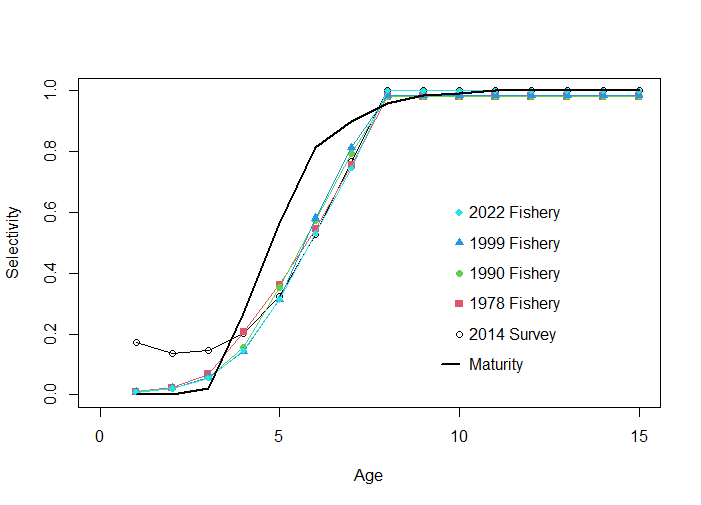 1.0
0.8
0.6
0.4
0.2
0.0
Selectivity
2022 Fishery
1999 Fishery
1990 Fishery
1978 Fishery
2014 Survey
Maturity
0 5 10 15
Age